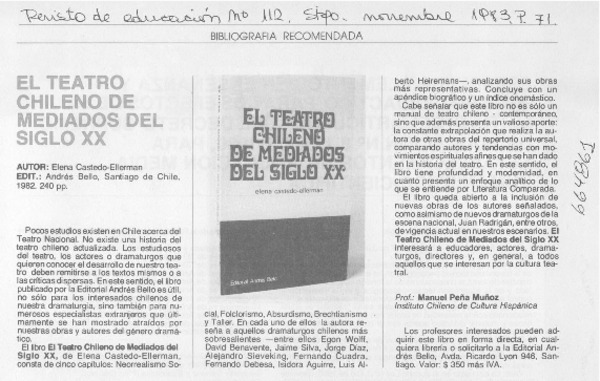 Revista de educación Nº 112, Stgo. noviembre 1983. P. 71.
BIBLIOGRAFIA RECOMENDADA
EL TEATRO
CHILENO DE
MEDIADOS DEL
SIGLO XX
AUTOR: Elena Castedo-Ellerman
EDIT.: Andrés Bello, Santiago de Chile,
1982. 240 pp.
Pocos estudios existen en Chile acerca del
Teatro Nacional. No existe una historia del
teatro chileno actualizada. Los estudiosos
del teatro, los actores o dramaturgos que
quieren conocer el desarrollo de nuestro tea-
tro deben remitirse a los textos mismos o a
las críticas dispersas. En este sentido, el libro
publicado por la Editorial Andrés Bello es útil,
no sólo para los interesados chilenos de
nuestra dramaturgia, sino también para nu-
merosos especialistas extranjeros que últi-
mamente se han mostrado atraídos por
nuestras obras y autores del género dramá-
tico.
El libro El Teatro Chileno de Mediados del
Siglo XX, de Elena Castedo-Ellerman,
consta de cinco capítulos: Neorrealismo So-
EL TEATRO
CHILENO
DE MEDIADOS
DEL SIGLO XX
elena castedo-ellerman
Editorial Andrés Bello
cial, Folclorismo, Absurdismo, Brechtianismo
y Taller. En cada uno de ellos la autora re-
seña a aquellos dramaturgos chilenos más
sobresalientes —entre ellos Egon Wolff,
David Benavente, Jaime Silva, Jorge Díaz,
Alejandro Sieveking, Fernando Cuadra,
Fernando Debesa, Isidora Aguirre, Luis Al-
berto Heiremans—, analizando sus obras
más representativas. Concluye con un
apéndice biográfico y un índice onomástico.
Cabe señalar que este libro no es sólo un
manual de teatro chileno - contemporáneo,
sino que además presenta un valioso aporte:
la constante extrapolación que realiza la au-
tora de otras obras del repertorio universal,
comparando autores y tendencias con mo-
vimientos espirituales afines que se han dado
en la historia del teatro. En este sentido, el
libro tiene profundidad y modernidad, en
cuanto presenta un enfoque analítico de lo
que se entiende por Literatura Comparada.
El libro queda abierto a la inclusión de
nuevas obras de los autores señalados,
como asimismo de nuevos dramaturgos de la
escena nacional, Juan Radrigán, entre otros,
de vigencia actual en nuestros escenarios. El
Teatro Chileno de Mediados del Siglo XX
interesará a educadores, actores, drama-
turgos, directores y, en general, a todos
aquellos que se interesan por la cultura tea-
tral.
Prof.: Manuel Peña Muñoz
Instituto Chileno de Cultura Hispánica
Los profesores interesados pueden ad-
quirir este libro en forma directa, en cual-
quiera librería o solicitarlo a la Editorial An-
drés Bello, Avda. Ricardo Lyon 946, San-
tiago. Valor: $ 350 más IVA.
664861